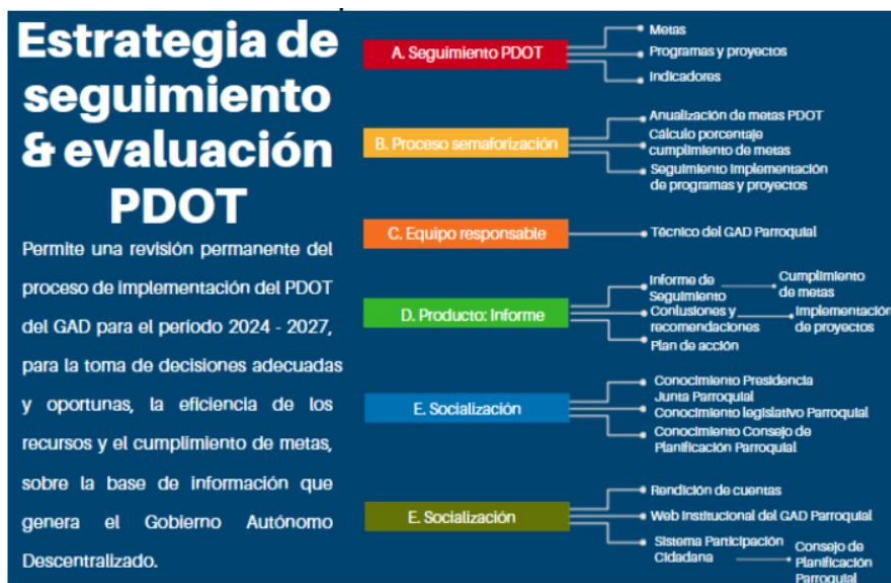 Estrategia de
seguimiento
& evaluación
PDOT
Permite una revisión permanente del
proceso de implementación del PDOT
del GAD para el período 2024 - 2027,
para la toma de decisiones adecuadas
y oportunas, la eficiencia de los
recursos y el cumplimiento de metas,
sobre la base de información que
genera el Gobierno Autónomo
Descentralizado.
A. Seguimiento PDOT
Metas
Programas y proyectos
Indicadores
B. Proceso semaforización
Anualización de metas PDOT
Cálculo porcentaje
cumplimiento de metas
Seguimiento implementación
de programas y proyectos
C. Equipo responsable
Técnico del GAD Parroquial
D. Producto: Informe
Informe de
Seguimiento
Cumplimiento
de metas
Conlusiones y
recomendaciones
Implementación
de proyectos
Plan de acción
E. Socialización
Conocimiento Presidencia
Junta Parroquial
Conocimiento legislativo Parroquial
Conocimiento Consejo de
Planificación Parroquial
E. Socialización
Rendición de cuentas
Web Institucional del GAD Parroquial
Sistema Participación
Cidadana
Consejo de
Planificación
Parroquial